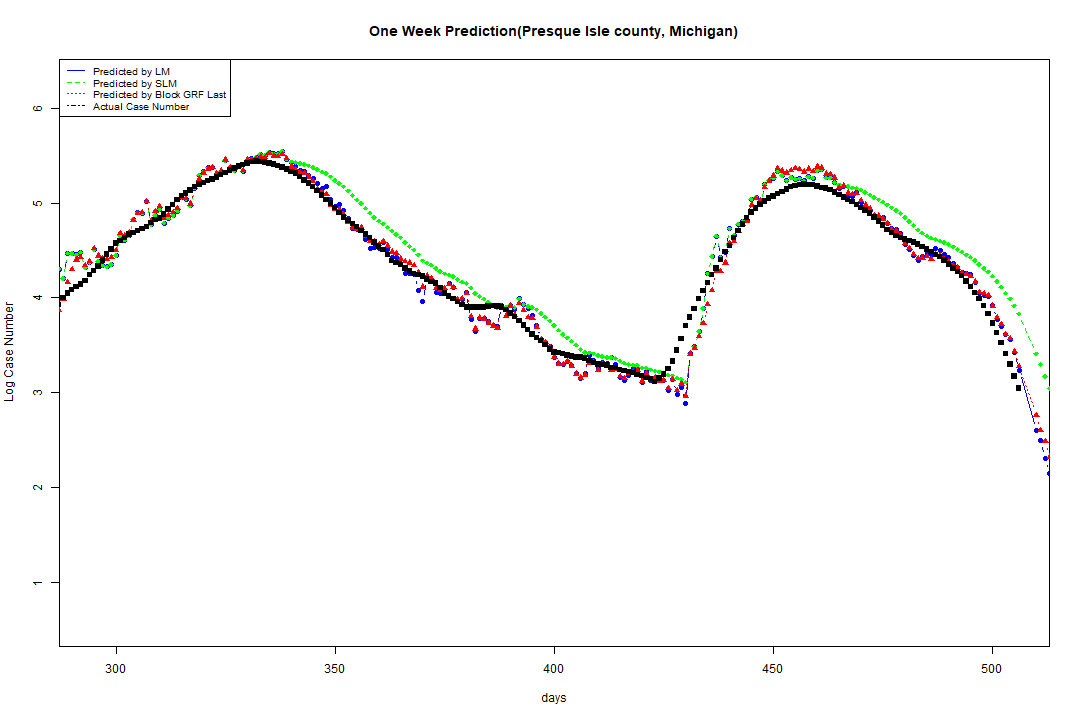 One Week Prediction(Presque Isle county, Michigan)
Predicted by LM
Predicted by SLM
Predicted by Block GRF Last
Actual Case Number
6
5
4
3
2
1
Log Case Number
300 350 400 450 500
days